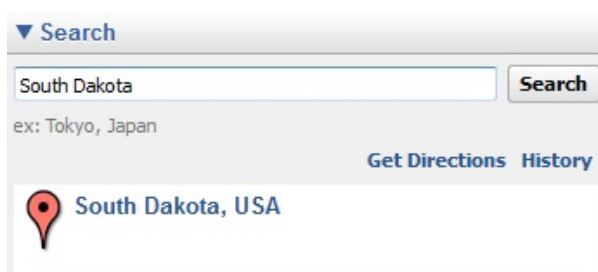 Search
South Dakota
Search
ex: Tokyo, Japan
Get Directions History
South Dakota, USA